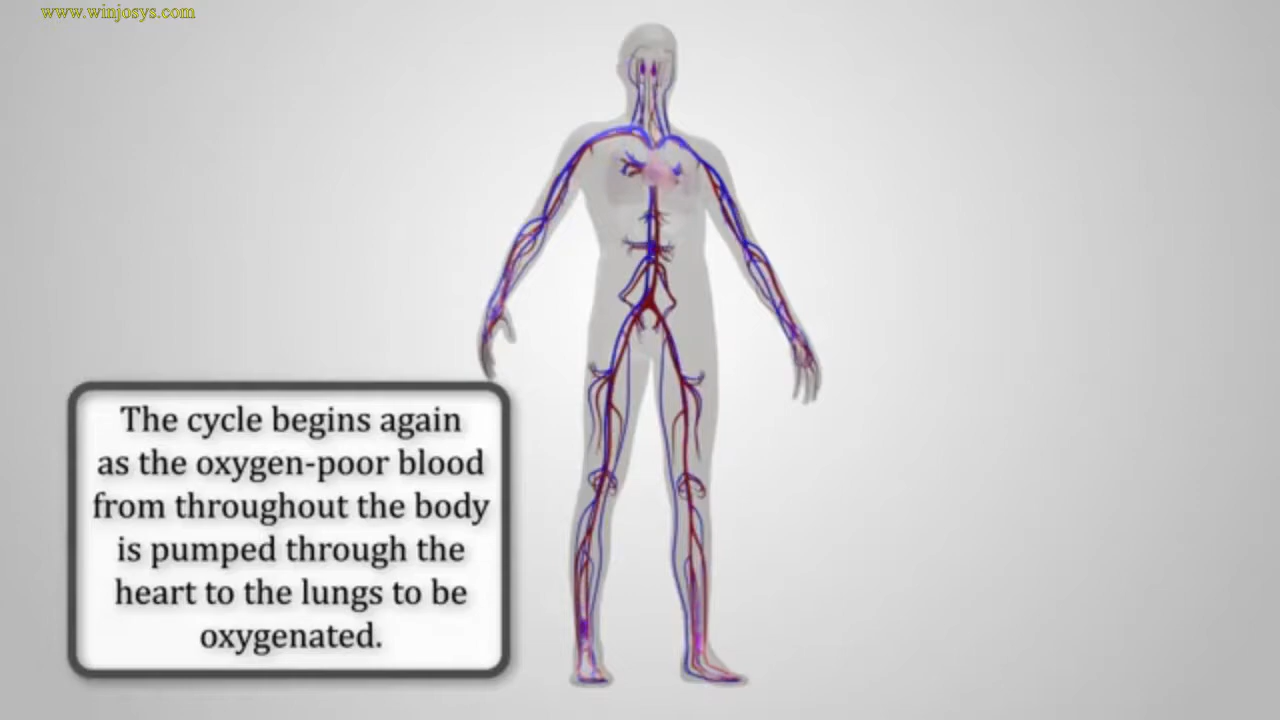 www.winjosys.com
The cycle begins again
as the oxygen-poor blood
from throughout the body
is pumped through the
heart to the lungs to be
oxygenated.